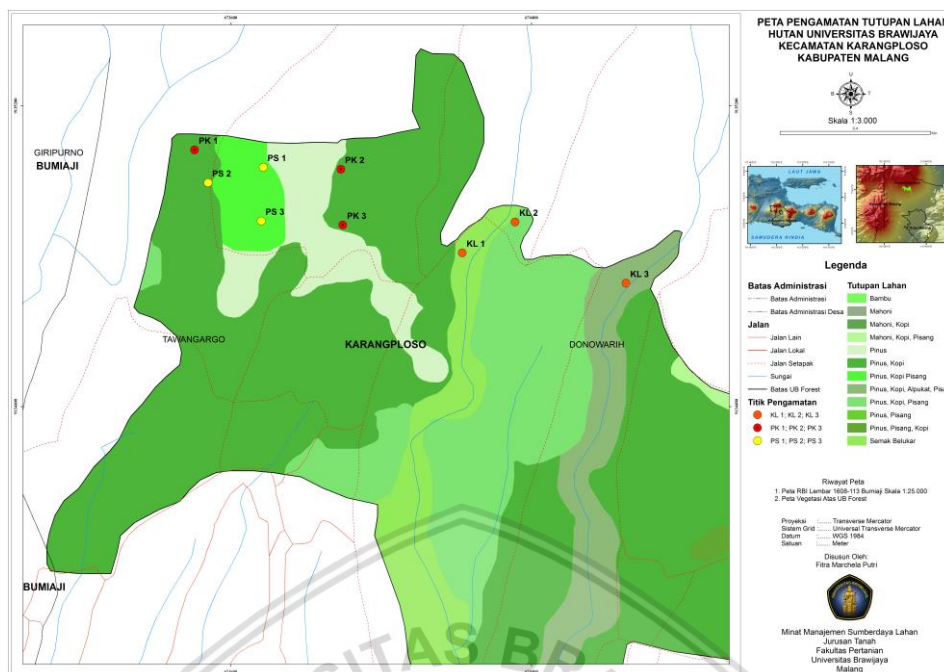 PETA PENGAMATAN TUTUPAN LAHAN
HUTAN UNIVERSITAS BRAWIJAYA
KECAMATAN KARANGPLOSO
KABUPATEN MALANG
Skala 1:3.000
GIRIPURNO
BUMIAJI
PK 1
PS 1
PS 2
PK 2
PS 3
PK 3
KL 2
KL 1
KL 3
TAWANGARGO
KARANGPLOSO
DONOWARIH
BUMIAJI
SITAS BR
LAUT JAWA
SAMUDERA HINDIA
Legenda
Batas Administrasi
Batas Administrasi
Batas Administrasi Desa
Jalan
Jalan Lain
Jalan Lokal
Jalan Setapak
Sungai
Batas UB Forest
Titik Pengamatan
KL 1; KL 2; KL 3
PK 1; PK 2; PK 3
PS 1; PS 2; PS 3
Tutupan Lahan
Bambu
Mahoni
Mahoni, Kopi
Mahoni, Kopi, Pisang
Pinus
Pinus, Kopi
Pinus, Kopi Pisang
Pinus, Kopi, Alpukat, Pisa
Pinus, Kopi, Pisang
Pinus, Pisang
Pinus, Pisang, Kopi
Semak Belukar
Riwayat Peta
1. Peta RBI Lembar 1608-113 Bumiaji Skala 1:25.000
2. Peta Vegetasi Atas UB Forest
Proyeksi :...... Transverse Mercator
Sistem Grid :...... Universal Transverse Mercator
Datum :...... WGS 1984
Satuan :...... Meter
Disusun Oleh:
Fitra Marchela Putri
Minat Manajemen Sumberdaya Lahan
Jurusan Tanah
Fakultas Pertanian
Universitas Brawijaya
Malang